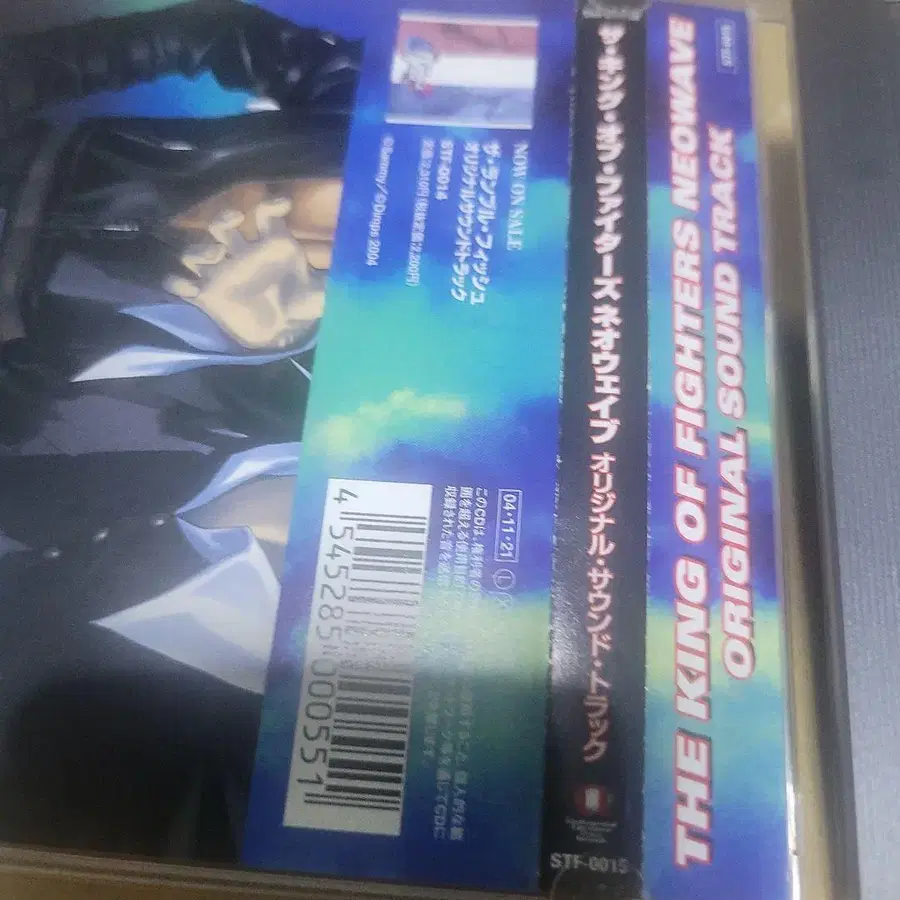 THE KING OF FIGHTERS NEOWAVE
ORIGINAL SOUND TRACK
ザ・キング・オブ・ファイターズ ネオウェイブ オリジナル・サウンド・トラック
STF-0015
NOW ON SALE
ザ・ランブル・フィッシュ
オリジナルサウンドトラック
STF-0014
©Sammy/©Dimps 2004
04・11・21
4 545285 000551